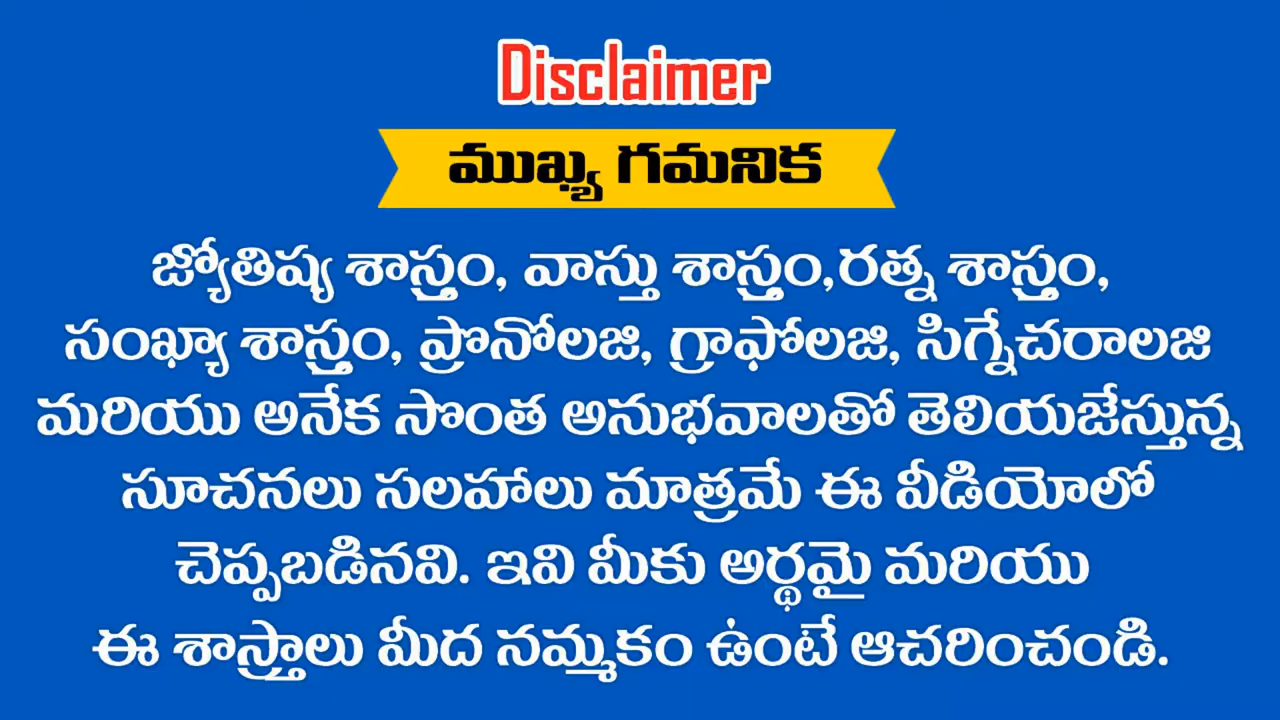 Disclaimer
ముఖ్య గమనిక
జ్యోతిష్య శాస్త్రం, వాస్తు శాస్త్రం,రత్న శాస్త్రం,
సంఖ్యా శాస్త్రం, ప్రొనోలజి, గ్రాఫోలజి, సిగ్నేచరాలజి
మరియు అనేక సొంత అనుభవాలతో తెలియజేస్తున్న
సూచనలు సలహాలు మాత్రమే ఈ వీడియోలో
చెప్పబడినవి. ఇవి మీకు అర్థమై మరియు
ఈ శాస్త్రాలు మీద నమ్మకం ఉంటే ఆచరించండి.